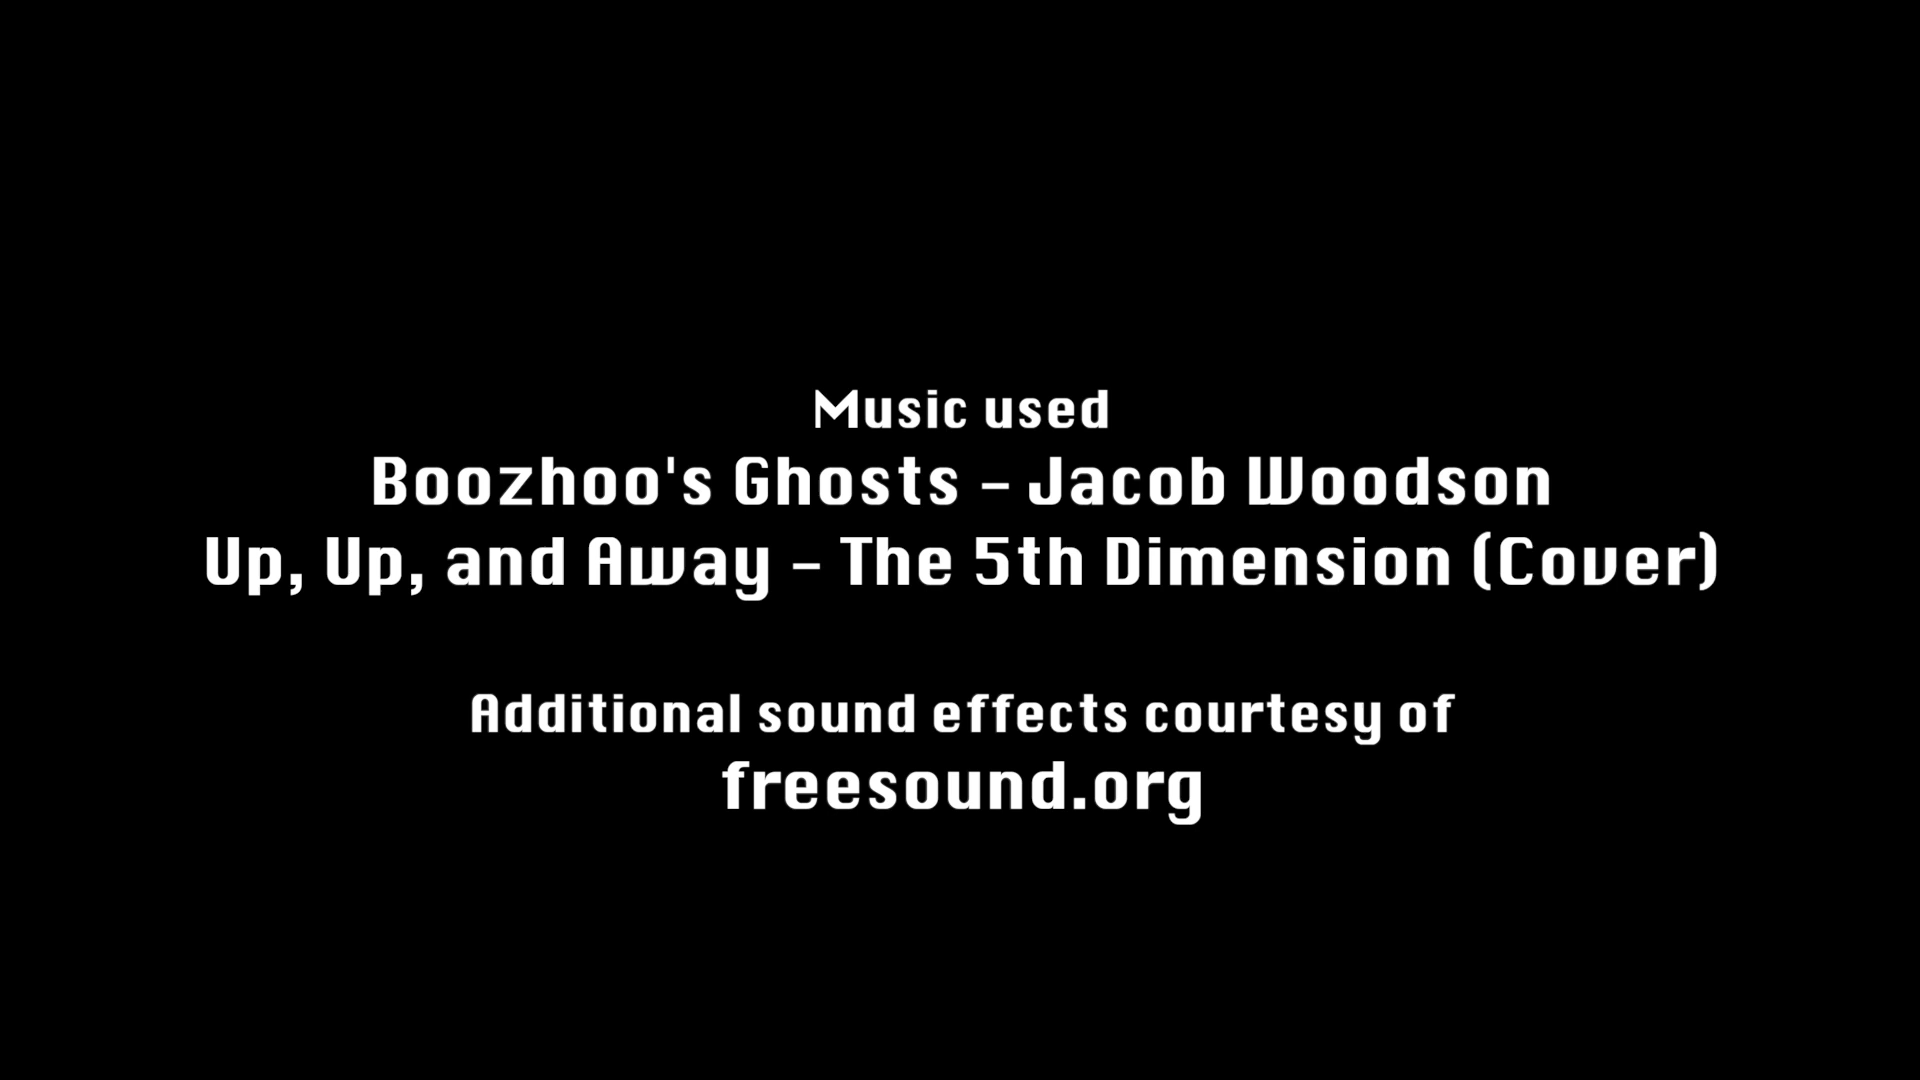 Music used
Boozhoo's Ghosts - Jacob Woodson
Up, Up, and Away - The 5th Dimension (Cover)
Additional sound effects courtesy of
freesound.org